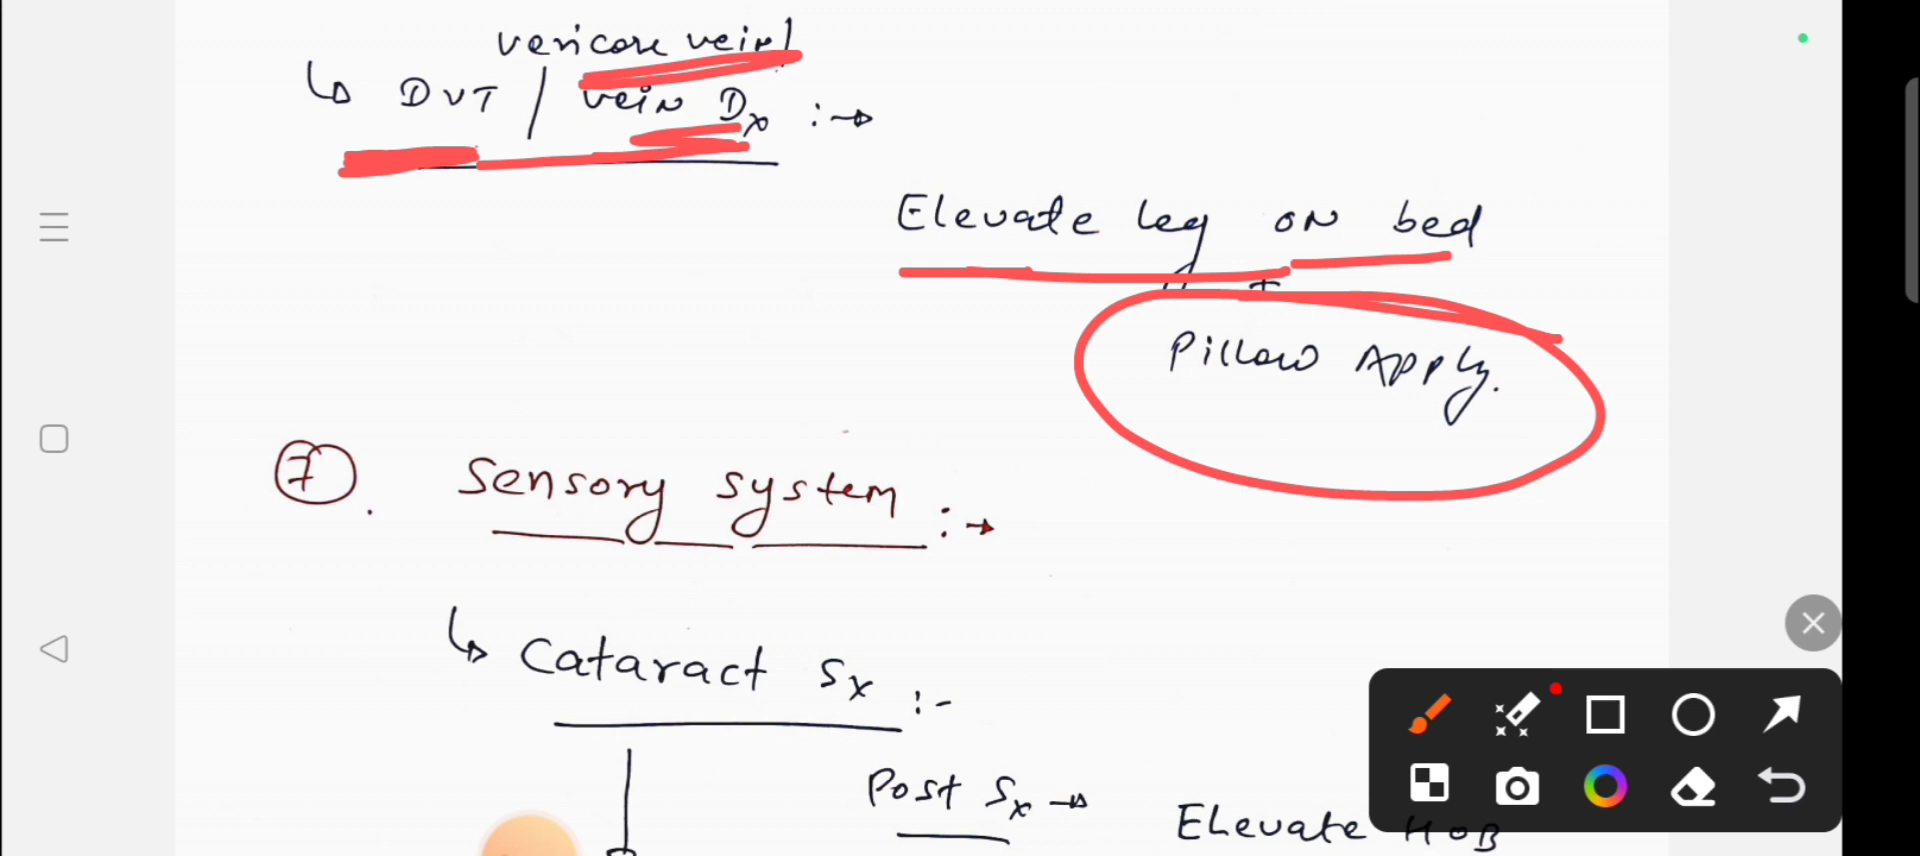 vericose vein
↳ DVT / vein Dx :→
Elevate leg on bed
+
Pillow Apply.
7. Sensory system :→
↳ Cataract Sx :-
Post Sx → Elevate HOB